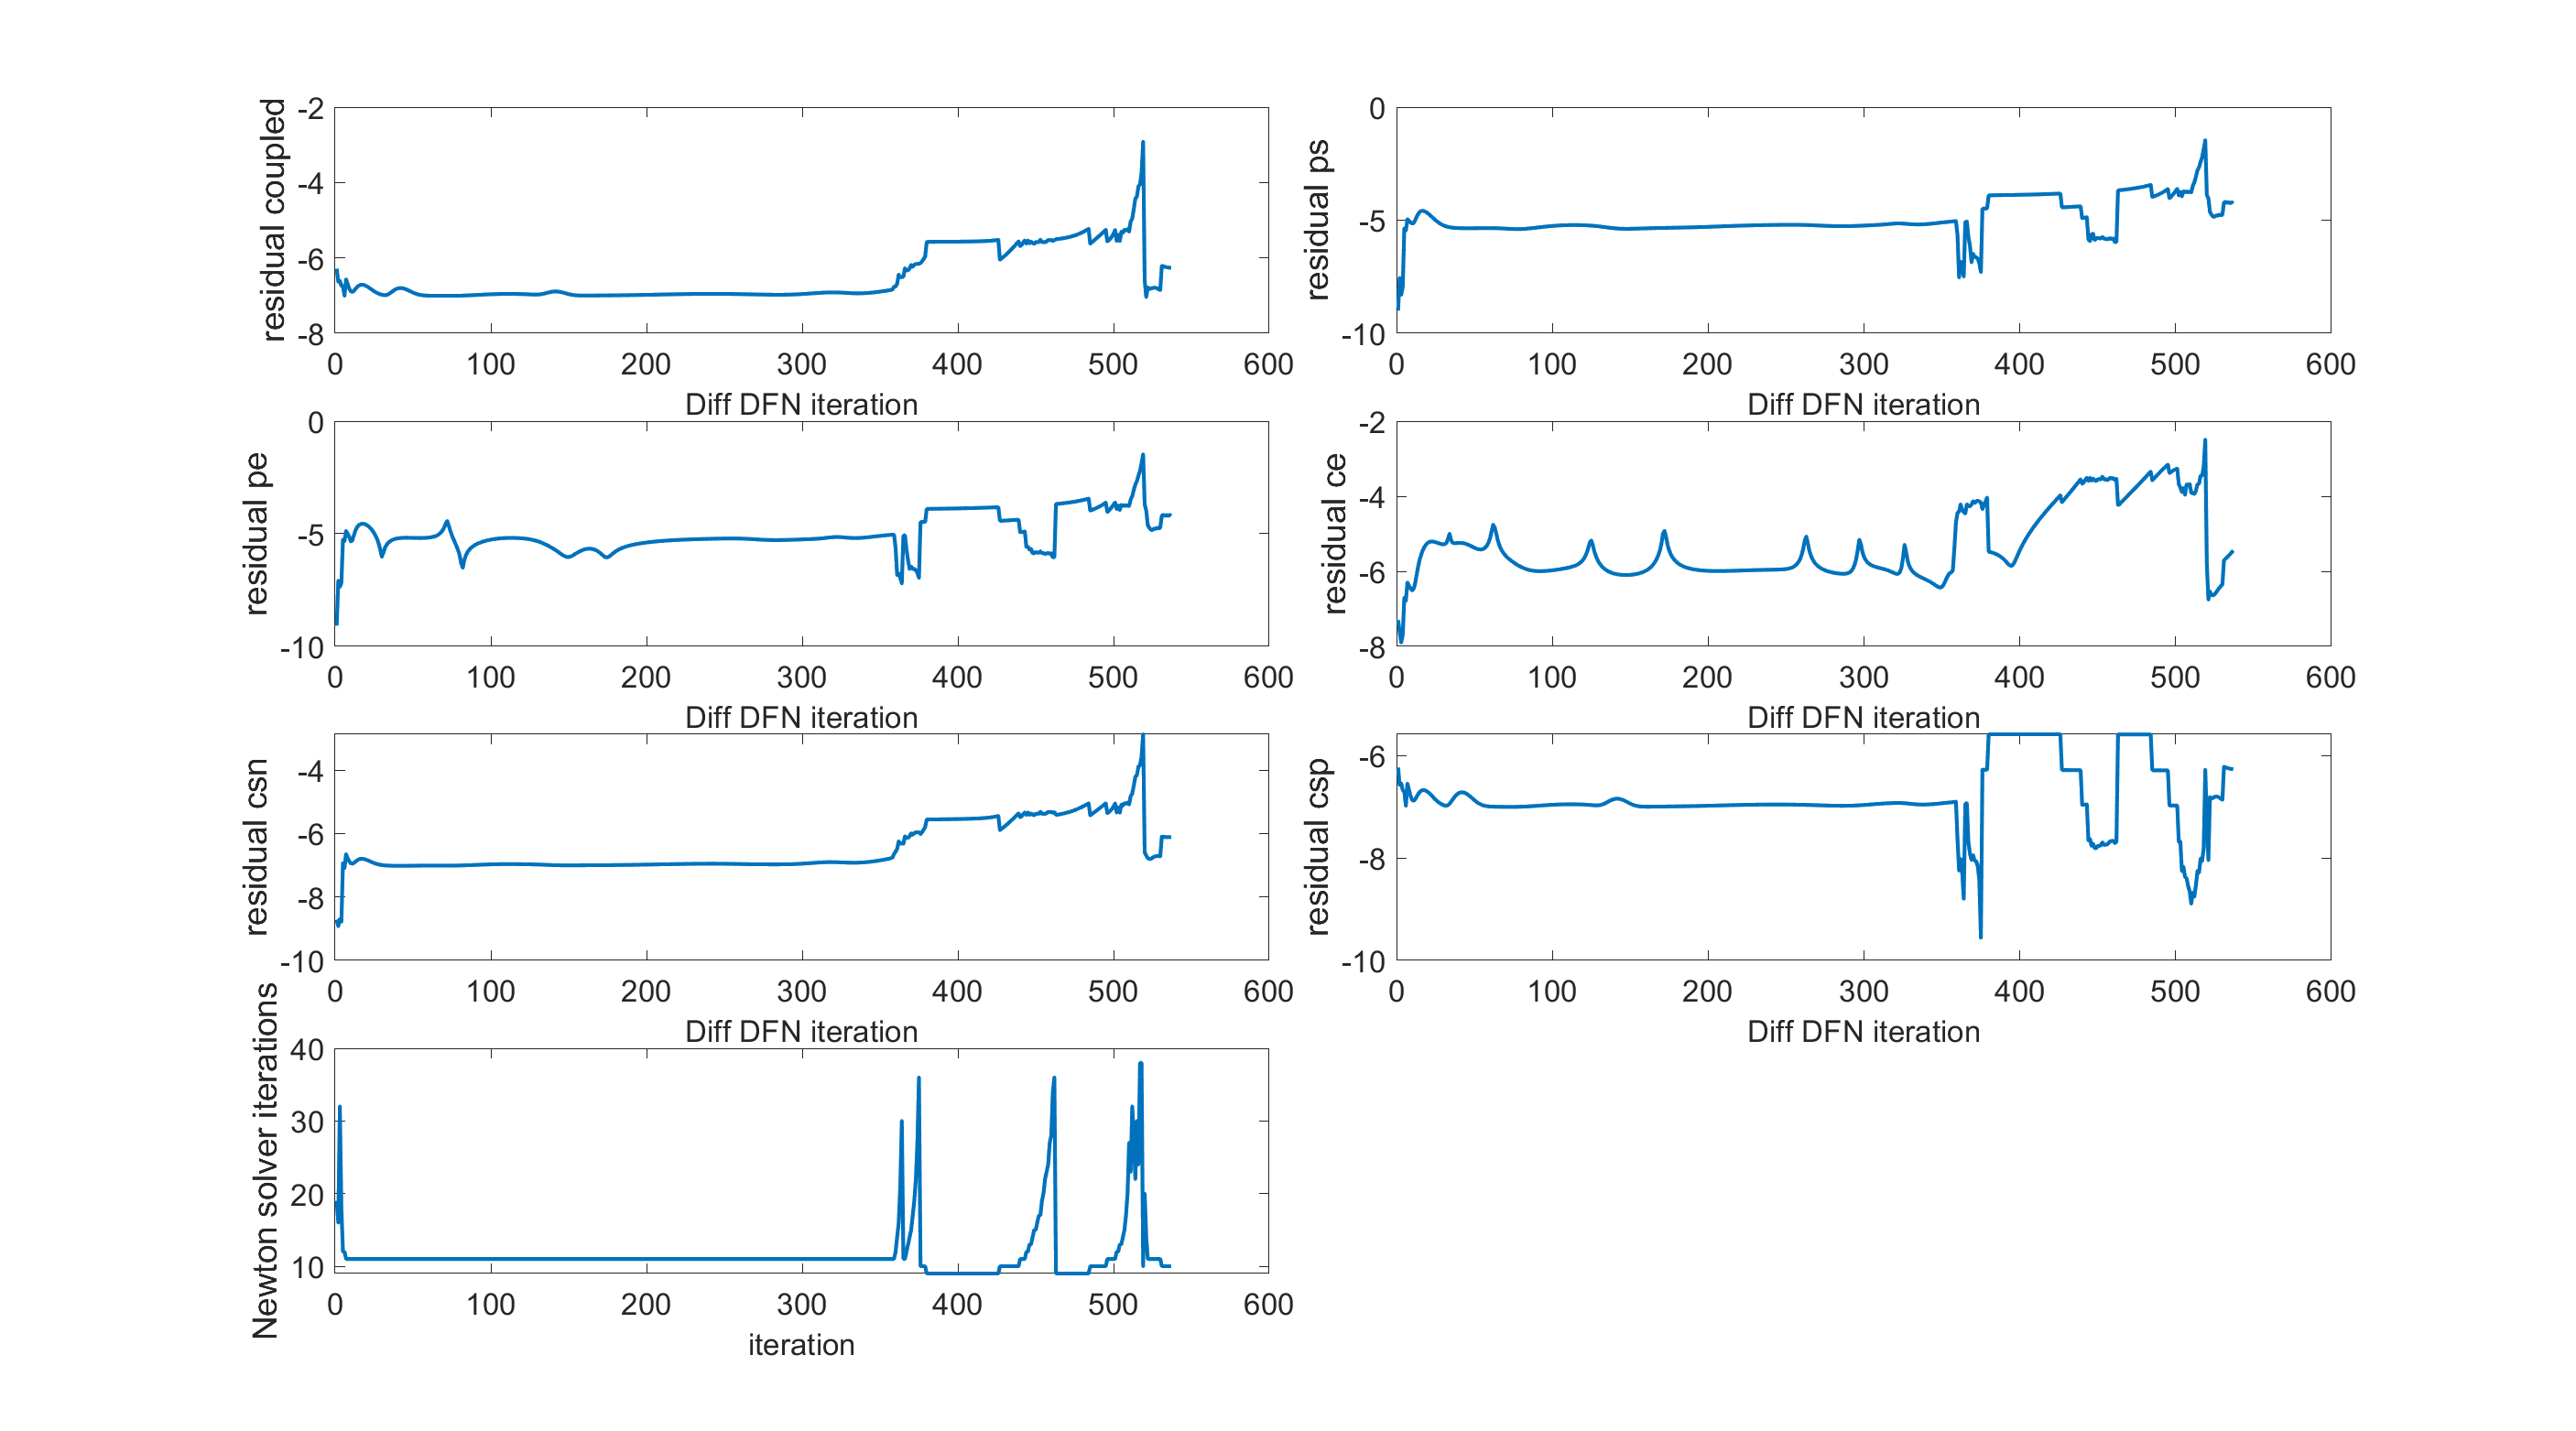 residual coupled
-2
-4
-6
-8
0 100 200 300 400 500 600
Diff DFN iteration
residual ps
0
-5
-10
0 100 200 300 400 500 600
Diff DFN iteration
residual pe
0
-5
-10
0 100 200 300 400 500 600
Diff DFN iteration
residual ce
-2
-4
-6
-8
0 100 200 300 400 500 600
Diff DFN iteration
residual csn
-4
-6
-8
-10
0 100 200 300 400 500 600
Diff DFN iteration
residual csp
-6
-8
-10
0 100 200 300 400 500 600
Diff DFN iteration
Newton solver iterations
40
30
20
10
0 100 200 300 400 500 600
iteration